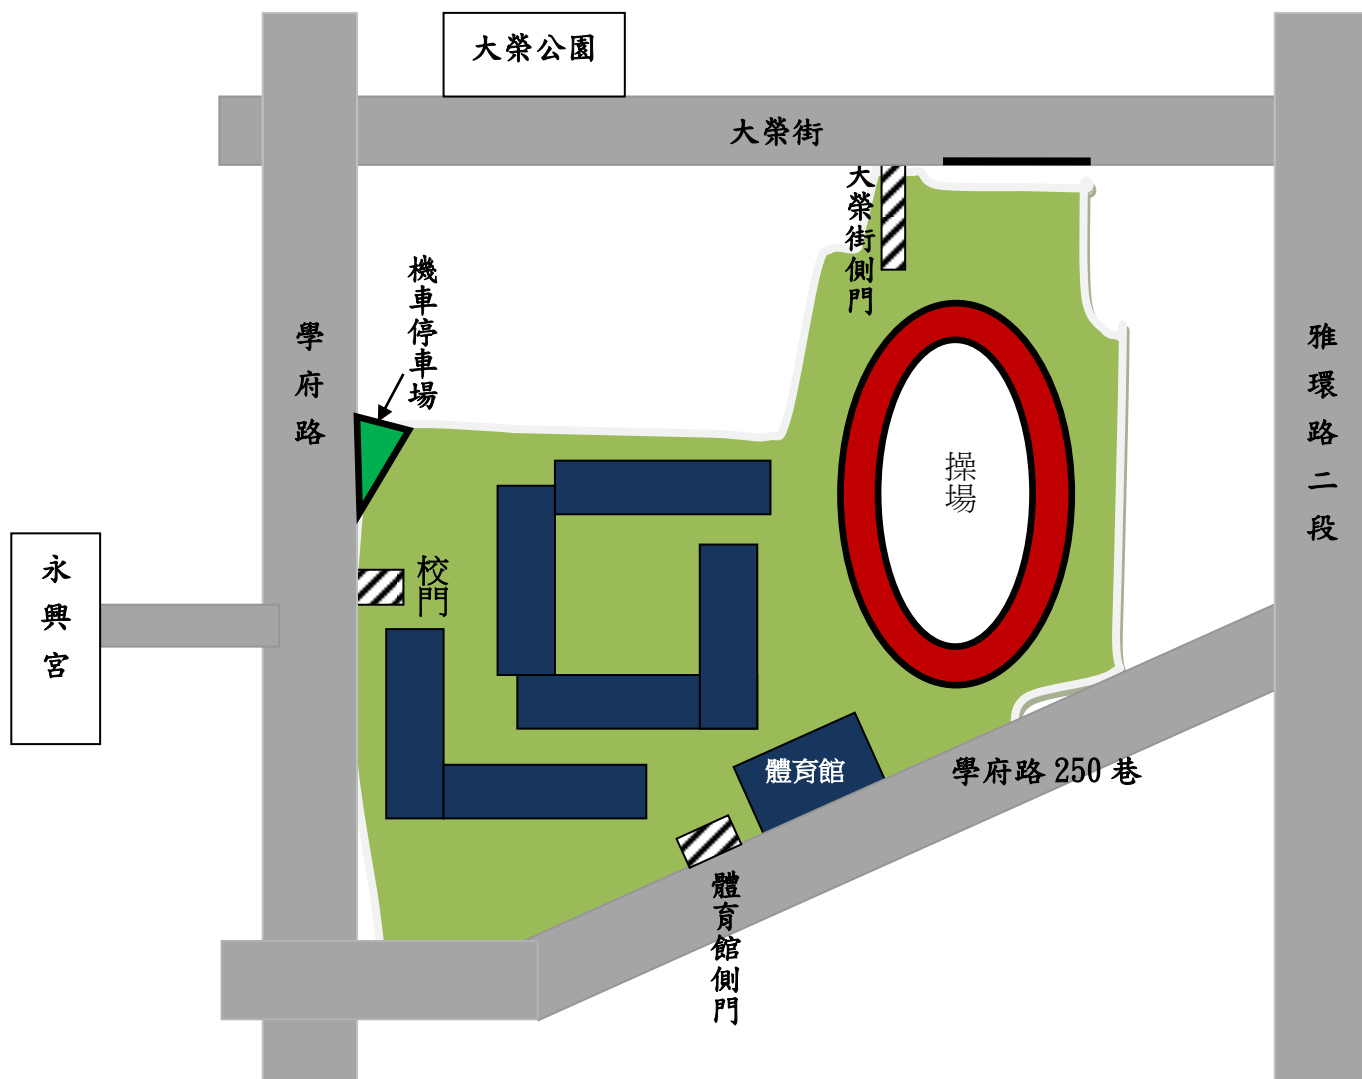 大榮公園
大榮街
大榮街側門
機車停車場
學府路
雅環路二段
操場
永興宮
校門
體育館
學府路 250 巷
體育館側門